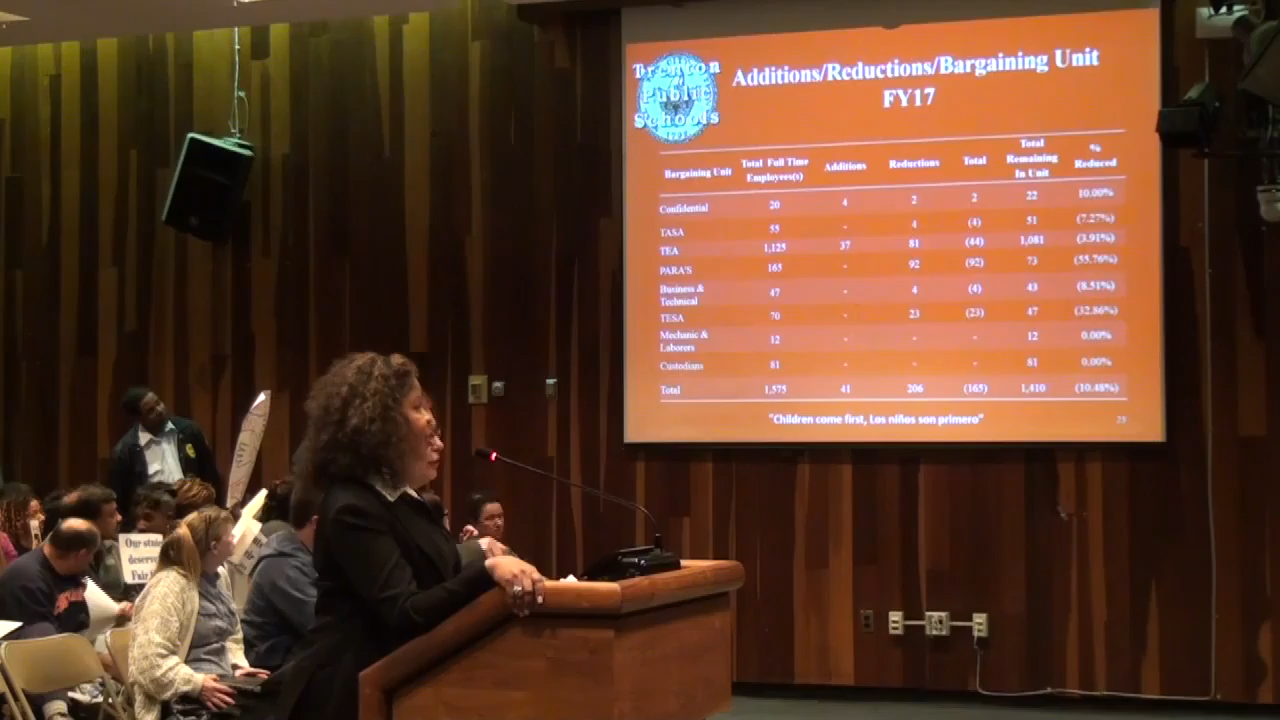 Trenton
Public
Schools
1792
Additions/Reductions/Bargaining Unit
FY17
Bargaining Unit Total Full Time Employees(s) Additions Reductions Total Total Remaining In Unit % Reduced
Confidential 20 4 2 2 22 10.00%
TASA 55 - 4 (4) 51 (7.27%)
TEA 1,125 37 81 (44) 1,081 (3.91%)
PARA'S 165 - 92 (92) 73 (55.76%)
Business & Technical 47 - 4 (4) 43 (8.51%)
TESA 70 - 23 (23) 47 (32.86%)
Mechanic & Laborers 12 - - - 12 0.00%
Custodians 81 - - - 81 0.00%
Total 1,575 41 206 (165) 1,410 (10.48%)
"Children come first, Los niños son primero"
Our
deserve
Fair